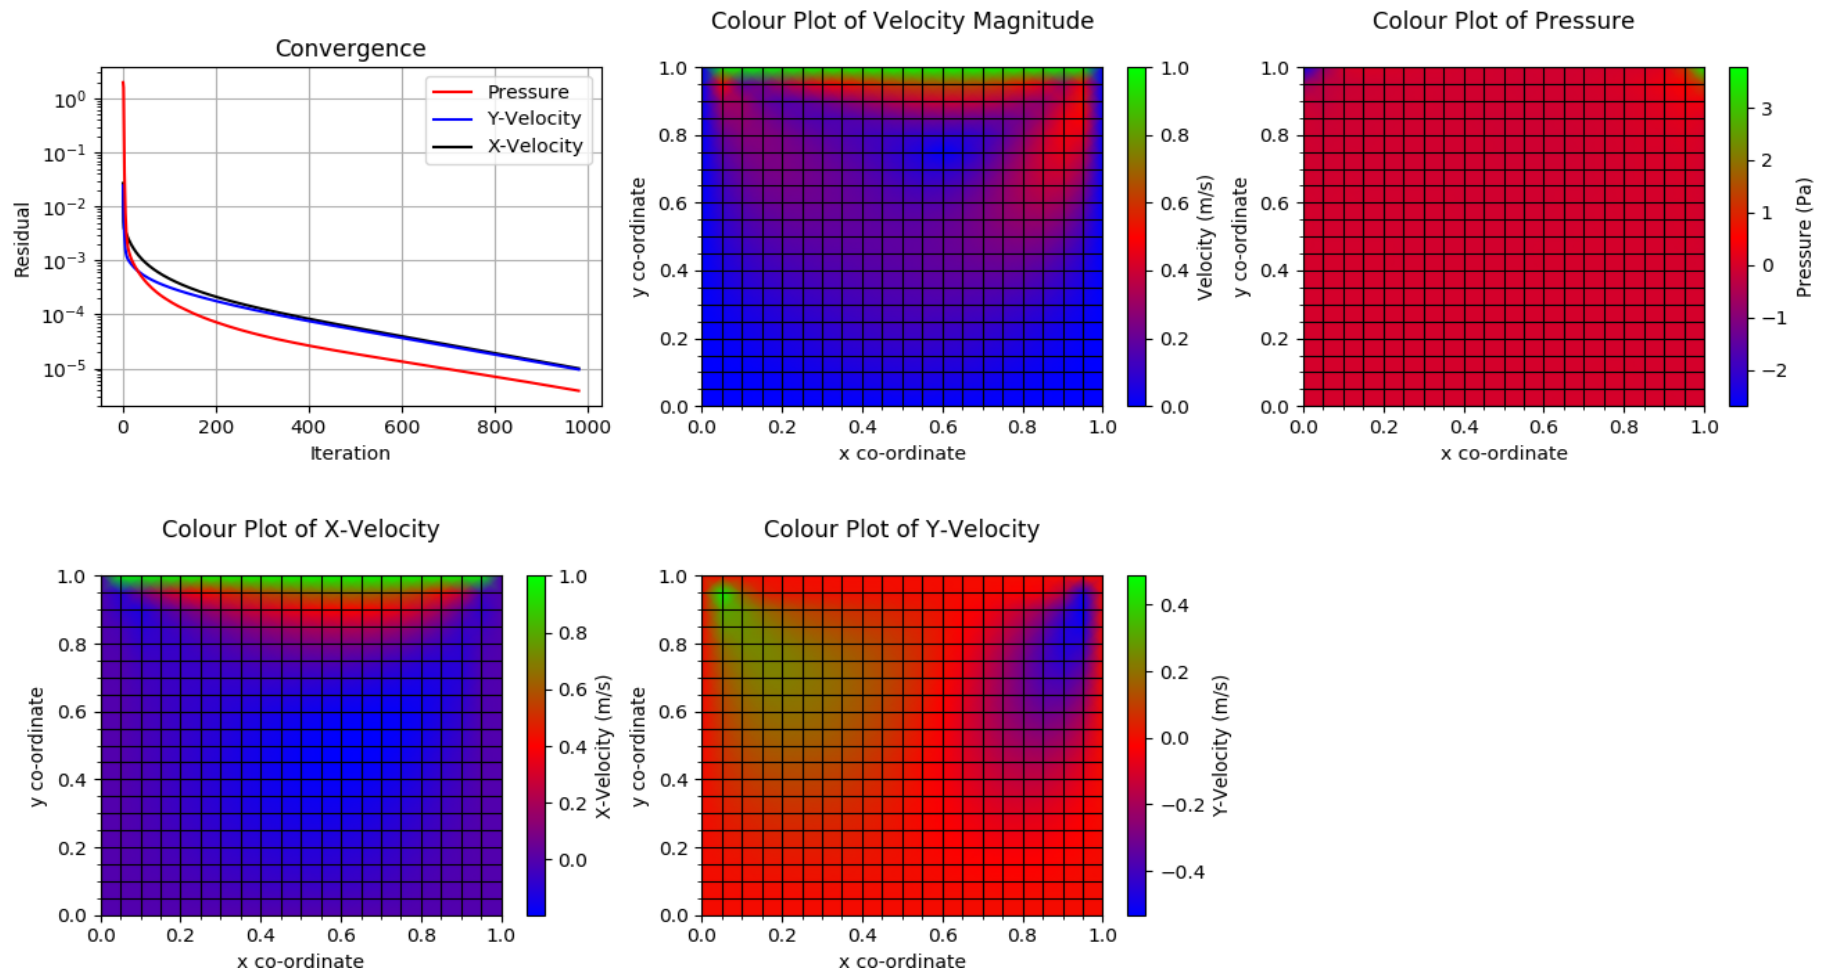 Convergence
Residual
10⁰
10⁻¹
10⁻²
10⁻³
10⁻⁴
10⁻⁵
Pressure
Y-Velocity
X-Velocity
0 200 400 600 800 1000
Iteration
Colour Plot of Velocity Magnitude
y co-ordinate
1.0
0.8
0.6
0.4
0.2
0.0
0.0 0.2 0.4 0.6 0.8 1.0
x co-ordinate
1.0
0.8
0.6
0.4
0.2
0.0
Velocity (m/s)
Colour Plot of Pressure
y co-ordinate
1.0
0.8
0.6
0.4
0.2
0.0
0.0 0.2 0.4 0.6 0.8 1.0
x co-ordinate
3
2
1
0
−1
−2
Pressure (Pa)
Colour Plot of X-Velocity
y co-ordinate
1.0
0.8
0.6
0.4
0.2
0.0
0.0 0.2 0.4 0.6 0.8 1.0
x co-ordinate
1.0
0.8
0.6
0.4
0.2
0.0
X-Velocity (m/s)
Colour Plot of Y-Velocity
y co-ordinate
1.0
0.8
0.6
0.4
0.2
0.0
0.0 0.2 0.4 0.6 0.8 1.0
x co-ordinate
0.4
0.2
0.0
−0.2
−0.4
Y-Velocity (m/s)